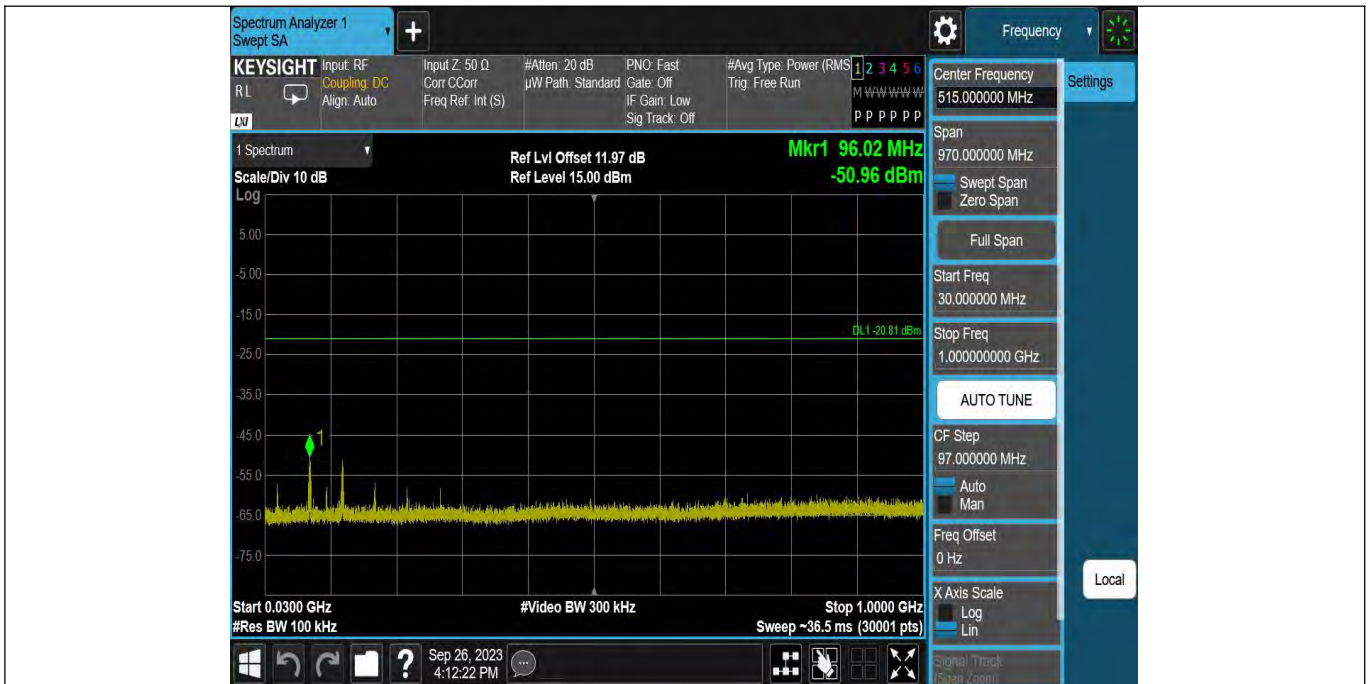 Spectrum Analyzer 1
Swept SA
Frequency
KEYSIGHT
RL
LXI
Input: RF
Coupling: DC
Align: Auto
Input Z: 50 Ω
Corr CCorr
Freq Ref: Int (S)
#Atten: 20 dB
µW Path: Standard
PNO: Fast
Gate: Off
IF Gain: Low
Sig Track: Off
#Avg Type: Power (RMS
Trig: Free Run
1 2 3 4 5 6
M W W W W W
P P P P P P
1 Spectrum
Scale/Div 10 dB
Ref Lvl Offset 11.97 dB
Ref Level 15.00 dBm
Mkr1 96.02 MHz
-50.96 dBm
Log
5.00
-5.00
-15.0
DL1 -20.81 dBm
-25.0
-35.0
-45.0
1
-55.0
-65.0
-75.0
Start 0.0300 GHz
#Res BW 100 kHz
#Video BW 300 kHz
Stop 1.0000 GHz
Sweep ~36.5 ms (30001 pts)
?
Sep 26, 2023
4:12:22 PM
Center Frequency
515.000000 MHz
Settings
Span
970.000000 MHz
Swept Span
Zero Span
Full Span
Start Freq
30.000000 MHz
Stop Freq
1.000000000 GHz
AUTO TUNE
CF Step
97.000000 MHz
Auto
Man
Freq Offset
0 Hz
Local
X Axis Scale
Log
Lin
Signal Track
(Span Zoom)